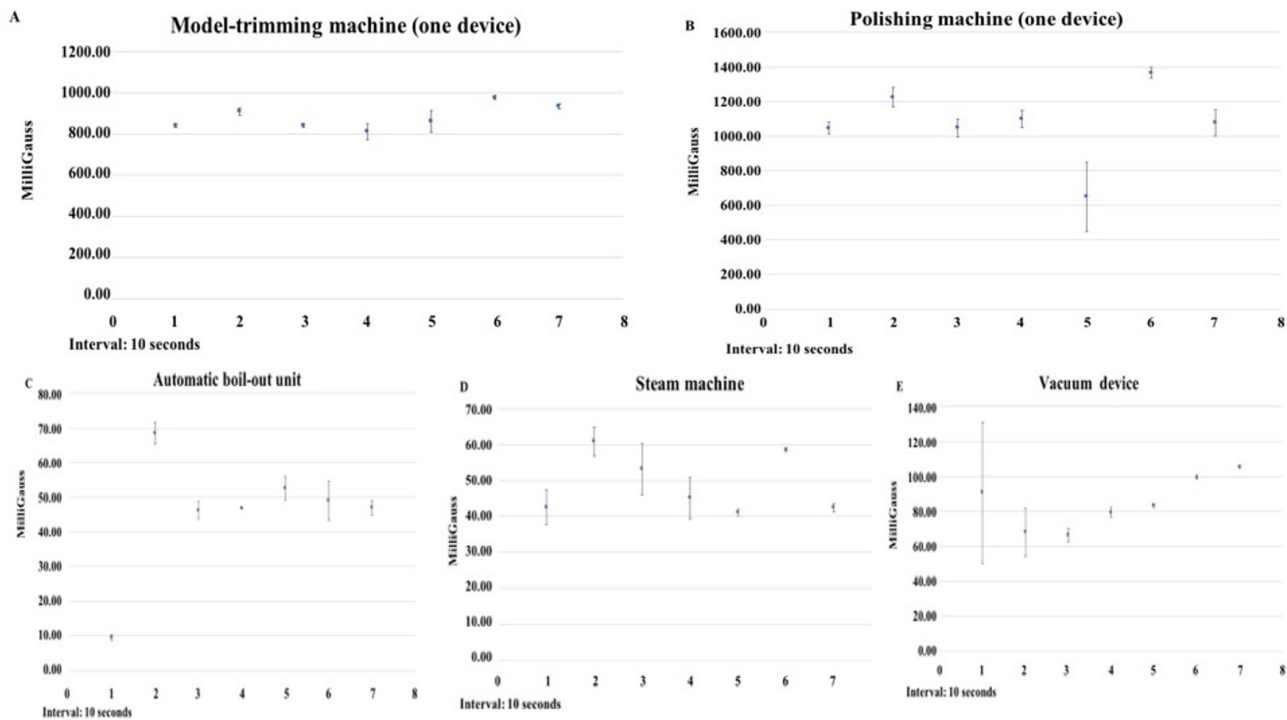 A
Model-trimming machine (one device)
1200.00
1000.00
800.00
600.00
400.00
200.00
0.00
MilliGauss
0 1 2 3 4 5 6 7 8
Interval: 10 seconds
B
Polishing machine (one device)
1600.00
1400.00
1200.00
1000.00
800.00
600.00
400.00
200.00
0.00
MilliGauss
0 1 2 3 4 5 6 7 8
Interval: 10 seconds
C
Automatic boil-out unit
80.00
70.00
60.00
50.00
40.00
30.00
20.00
10.00
0.00
MilliGauss
0 1 2 3 4 5 6 7 8
Interval: 10 seconds
D
Steam machine
70.00
60.00
50.00
40.00
30.00
20.00
10.00
0.00
MilliGauss
0 1 2 3 4 5 6 7
Interval: 10 seconds
E
Vacuum device
140.00
120.00
100.00
80.00
60.00
40.00
20.00
0.00
MilliGauss
0 1 2 3 4 5 6 7 8
Interval: 10 seconds